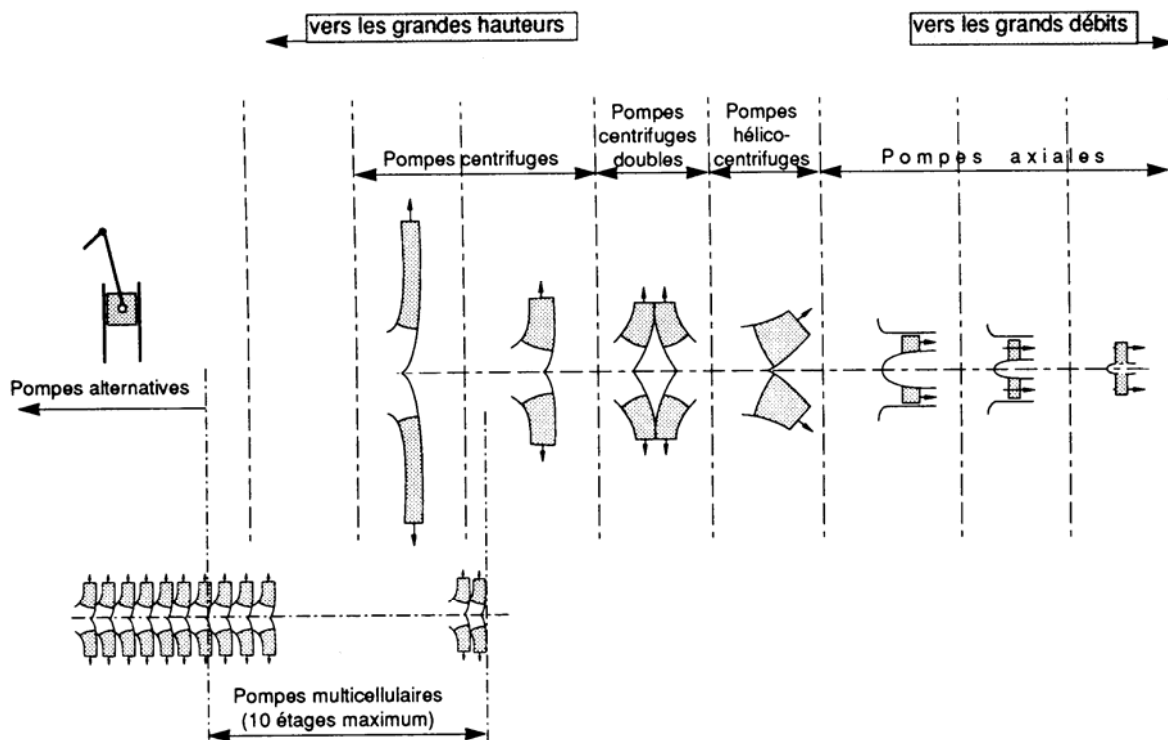 vers les grandes hauteurs
vers les grands débits
Pompes centrifuges
Pompes
centrifuges
doubles
Pompes
hélico-
centrifuges
Pompes axiales
Pompes alternatives
Pompes multicellulaires
(10 étages maximum)